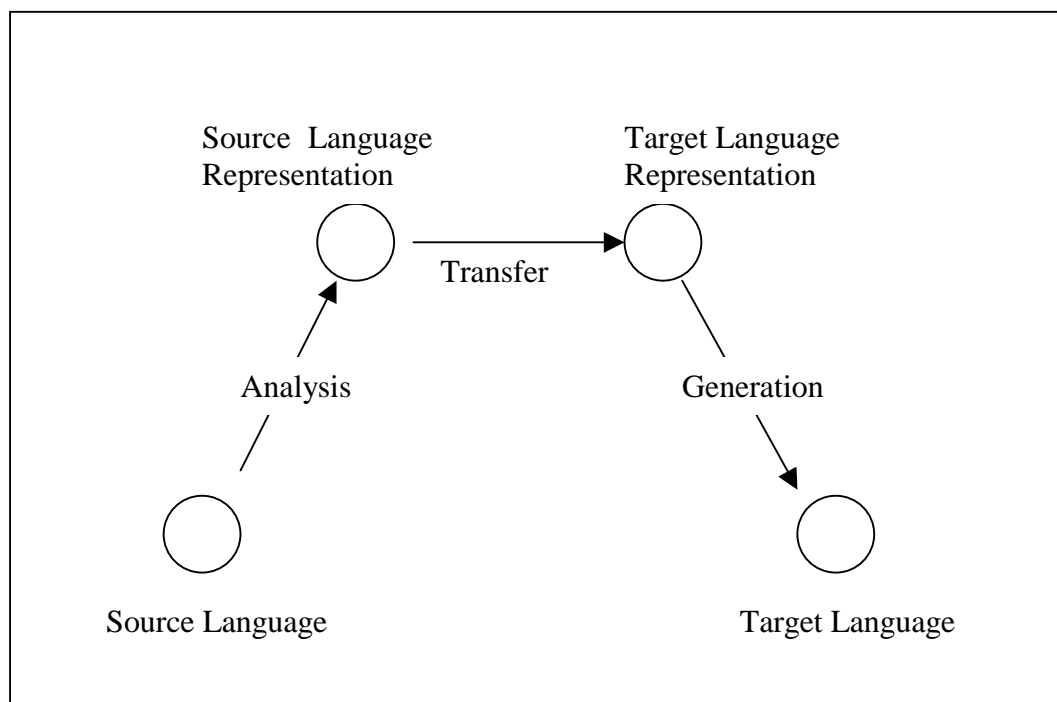 Source Language
Representation
Target Language
Representation
Transfer
Analysis
Generation
Source Language
Target Language